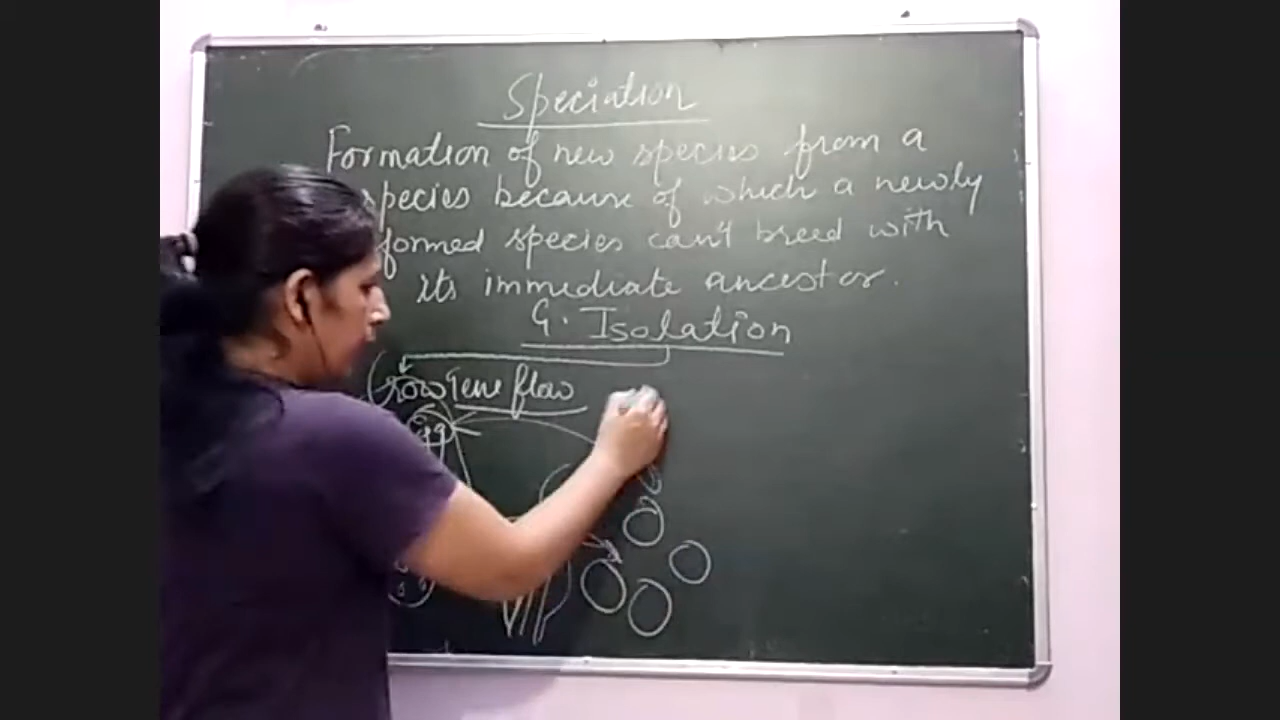 Speciation
Formation of new species from a
species because of which a newly
formed species can't breed with
its immediate ancestor.
G. Isolation
Gene flow